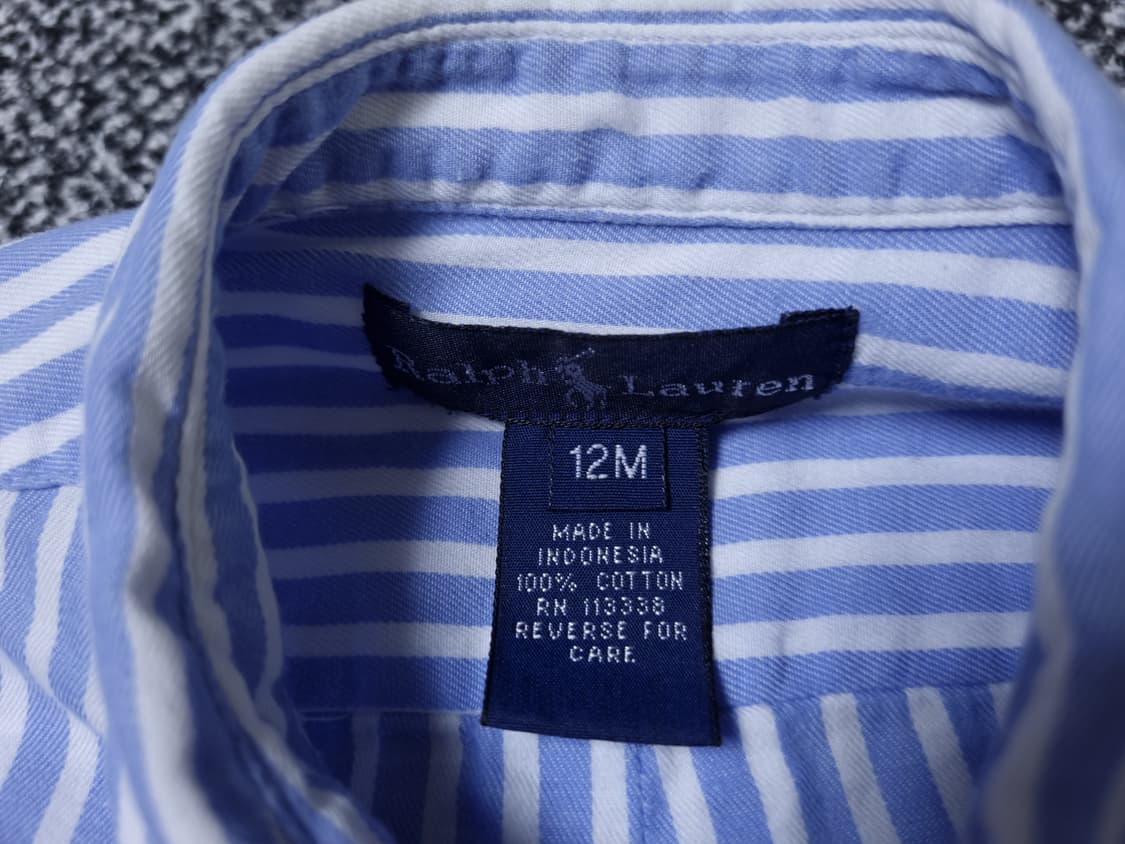 Ralph Lauren
12M
MADE IN
INDONESIA
100% COTTON
RN 113338
REVERSE FOR
CARE